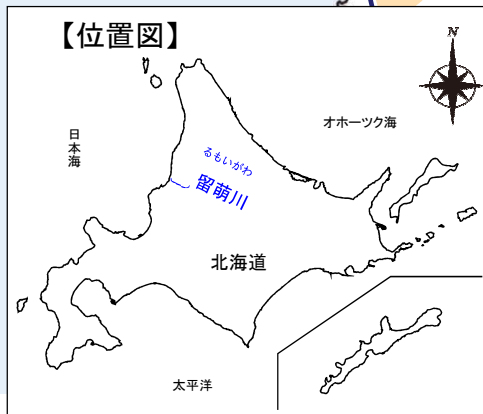 【位置図】
N
オホーツク海
日本海
るもいがわ
留萌川
北海道
太平洋